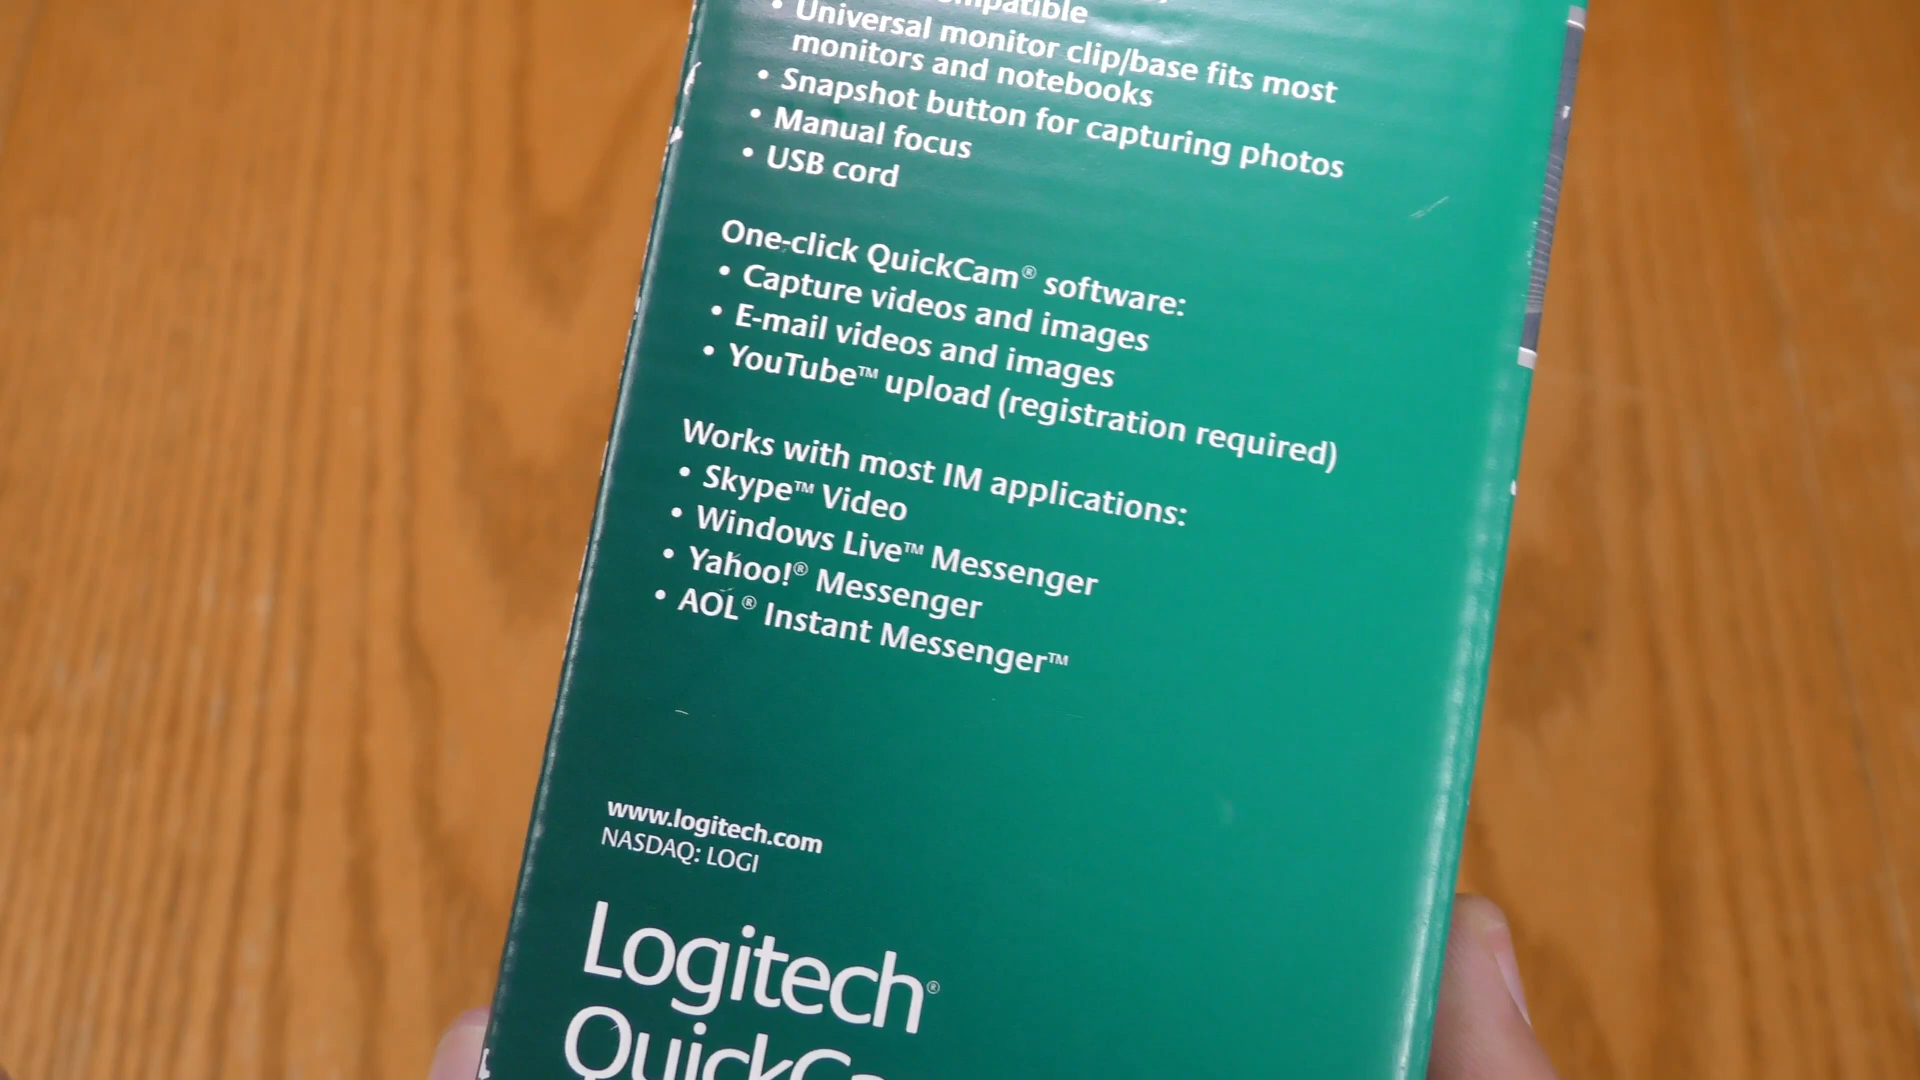 • Universal monitor clip/base fits most
monitors and notebooks
• Snapshot button for capturing photos
• Manual focus
• USB cord
One-click QuickCam® software:
• Capture videos and images
• E-mail videos and images
• YouTube™ upload (registration required)
Works with most IM applications:
• Skype™ Video
• Windows Live™ Messenger
• Yahoo!® Messenger
• AOL® Instant Messenger™
www.logitech.com
NASDAQ: LOGI
Logitech®